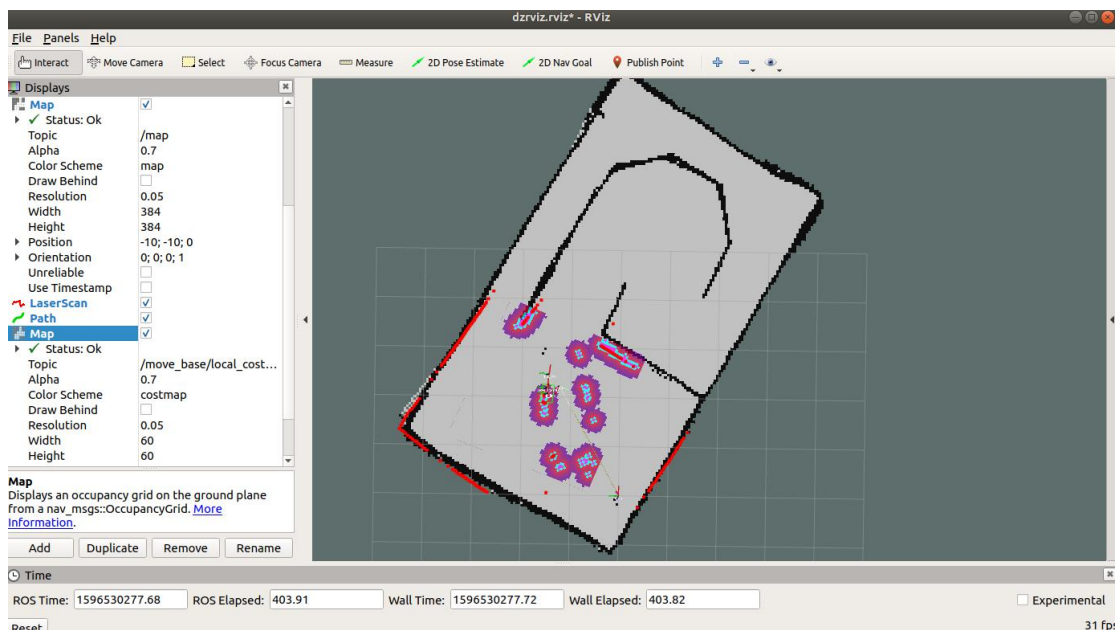 dzrviz.rviz* - RViz
File Panels Help
Interact Move Camera Select Focus Camera Measure 2D Pose Estimate 2D Nav Goal Publish Point
Displays
Map
Status: Ok
Topic /map
Alpha 0.7
Color Scheme map
Draw Behind
Resolution 0.05
Width 384
Height 384
Position -10; -10; 0
Orientation 0; 0; 0; 1
Unreliable
Use Timestamp
LaserScan
Path
Map
Status: Ok
Topic /move_base/local_cost...
Alpha 0.7
Color Scheme costmap
Draw Behind
Resolution 0.05
Width 60
Height 60
Map
Displays an occupancy grid on the ground plane
from a nav_msgs::OccupancyGrid. More
Information.
Add Duplicate Remove Rename
Time
ROS Time: 1596530277.68 ROS Elapsed: 403.91 Wall Time: 1596530277.72 Wall Elapsed: 403.82 Experimental
Reset 31 fps